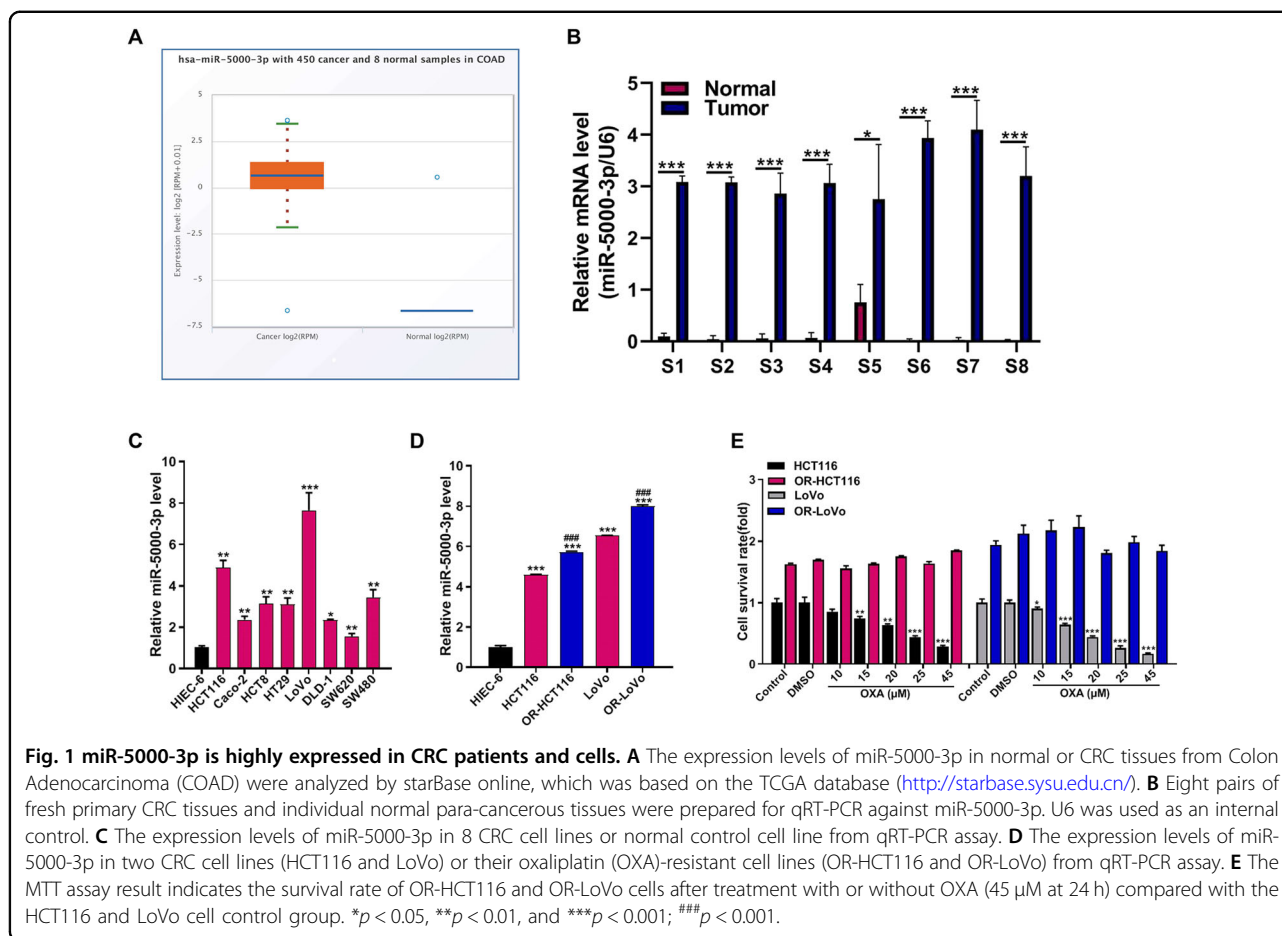 A
hsa-miR-5000-3p with 450 cancer and 8 normal samples in COAD
Expression level: log2 [RPM+0.01]
5
2.5
0
−2.5
−5
−7.5
Cancer log2(RPM)
Normal log2(RPM)
B
Normal
Tumor
Relative mRNA level
(miR-5000-3p/U6)
5
4
3
2
1
0
***
***
***
***
*
***
***
***
S1
S2
S3
S4
S5
S6
S7
S8
C
Relative miR-5000-3p level
10
8
6
4
2
0
**
**
**
**
***
*
**
**
HIEC-6
HCT116
Caco-2
HCT8
HT29
LoVo
DLD-1
SW620
SW480
D
Relative miR-5000-3p level
10
8
6
4
2
0
***
###
***
***
###
***
HIEC-6
HCT116
OR-HCT116
LoVo
OR-LoVo
E
HCT116
OR-HCT116
LoVo
OR-LoVo
Cell survival rate(fold)
3
2
1
0
**
**
***
***
*
***
***
***
***
Control
DMSO
10
15
20
25
45
OXA (μM)
Control
DMSO
10
15
20
25
45
OXA (μM)
Fig. 1 miR-5000-3p is highly expressed in CRC patients and cells. A The expression levels of miR-5000-3p in normal or CRC tissues from Colon
Adenocarcinoma (COAD) were analyzed by starBase online, which was based on the TCGA database (http://starbase.sysu.edu.cn/). B Eight pairs of
fresh primary CRC tissues and individual normal para-cancerous tissues were prepared for qRT-PCR against miR-5000-3p. U6 was used as an internal
control. C The expression levels of miR-5000-3p in 8 CRC cell lines or normal control cell line from qRT-PCR assay. D The expression levels of miR-
5000-3p in two CRC cell lines (HCT116 and LoVo) or their oxaliplatin (OXA)-resistant cell lines (OR-HCT116 and OR-LoVo) from qRT-PCR assay. E The
MTT assay result indicates the survival rate of OR-HCT116 and OR-LoVo cells after treatment with or without OXA (45 μM at 24 h) compared with the
HCT116 and LoVo cell control group. *p < 0.05, **p < 0.01, and ***p < 0.001; ###p < 0.001.